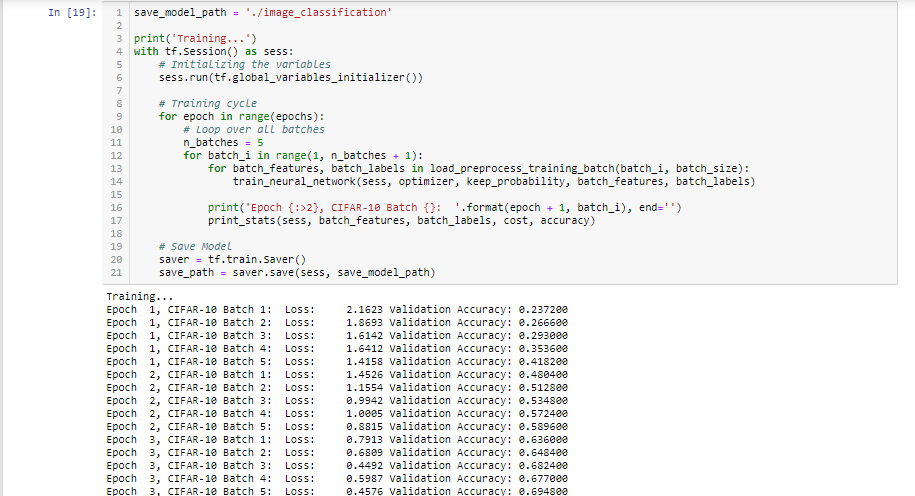 In [19]:
1 save_model_path = './image_classification'
2
3 print('Training...')
4 with tf.Session() as sess:
5     # Initializing the variables
6     sess.run(tf.global_variables_initializer())
7
8     # Training cycle
9     for epoch in range(epochs):
10         # Loop over all batches
11         n_batches = 5
12         for batch_i in range(1, n_batches + 1):
13             for batch_features, batch_labels in load_preprocess_training_batch(batch_i, batch_size):
14                 train_neural_network(sess, optimizer, keep_probability, batch_features, batch_labels)
15
16             print('Epoch {:>2}, CIFAR-10 Batch {}:  '.format(epoch + 1, batch_i), end='')
17             print_stats(sess, batch_features, batch_labels, cost, accuracy)
18
19     # Save Model
20     saver = tf.train.Saver()
21     save_path = saver.save(sess, save_model_path)
Training...
Epoch  1, CIFAR-10 Batch 1:  Loss:     2.1623 Validation Accuracy: 0.237200
Epoch  1, CIFAR-10 Batch 2:  Loss:     1.8693 Validation Accuracy: 0.266600
Epoch  1, CIFAR-10 Batch 3:  Loss:     1.6142 Validation Accuracy: 0.293000
Epoch  1, CIFAR-10 Batch 4:  Loss:     1.6412 Validation Accuracy: 0.353600
Epoch  1, CIFAR-10 Batch 5:  Loss:     1.4158 Validation Accuracy: 0.418200
Epoch  2, CIFAR-10 Batch 1:  Loss:     1.4526 Validation Accuracy: 0.480400
Epoch  2, CIFAR-10 Batch 2:  Loss:     1.1554 Validation Accuracy: 0.512800
Epoch  2, CIFAR-10 Batch 3:  Loss:     0.9942 Validation Accuracy: 0.534800
Epoch  2, CIFAR-10 Batch 4:  Loss:     1.0005 Validation Accuracy: 0.572400
Epoch  2, CIFAR-10 Batch 5:  Loss:     0.8815 Validation Accuracy: 0.589600
Epoch  3, CIFAR-10 Batch 1:  Loss:     0.7913 Validation Accuracy: 0.636000
Epoch  3, CIFAR-10 Batch 2:  Loss:     0.6809 Validation Accuracy: 0.648400
Epoch  3, CIFAR-10 Batch 3:  Loss:     0.4492 Validation Accuracy: 0.682400
Epoch  3, CIFAR-10 Batch 4:  Loss:     0.5987 Validation Accuracy: 0.677000
Epoch  3, CIFAR-10 Batch 5:  Loss:     0.4576 Validation Accuracy: 0.694800